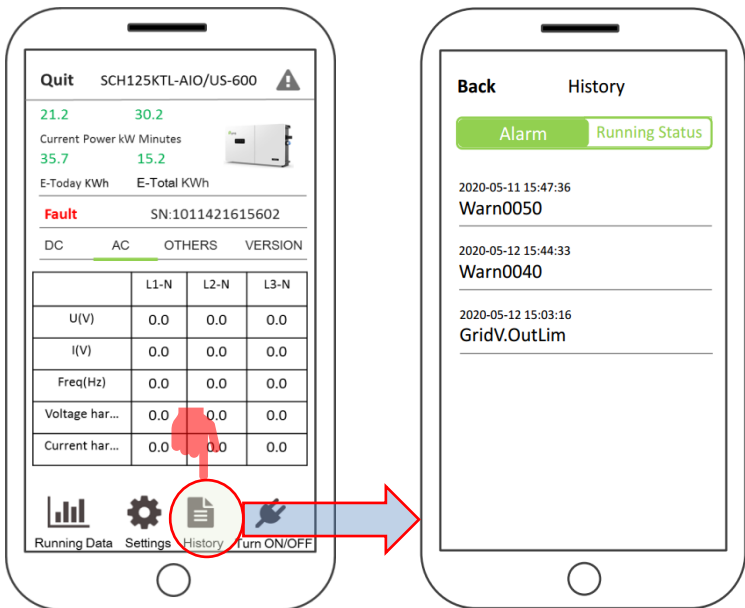 Quit SCH125KTL-AIO/US-600
21.2 30.2
Current Power kW Minutes
35.7 15.2
E-Today KWh E-Total KWh
Fault SN:1011421615602
DC AC OTHERS VERSION
L1-N L2-N L3-N
U(V) 0.0 0.0 0.0
I(V) 0.0 0.0 0.0
Freq(Hz) 0.0 0.0 0.0
Voltage har... 0.0 0.0 0.0
Current har... 0.0 0.0 0.0
Running Data Settings History Turn ON/OFF
Back History
Alarm Running Status
2020-05-11 15:47:36
Warn0050
2020-05-12 15:44:33
Warn0040
2020-05-12 15:03:16
GridV.OutLim